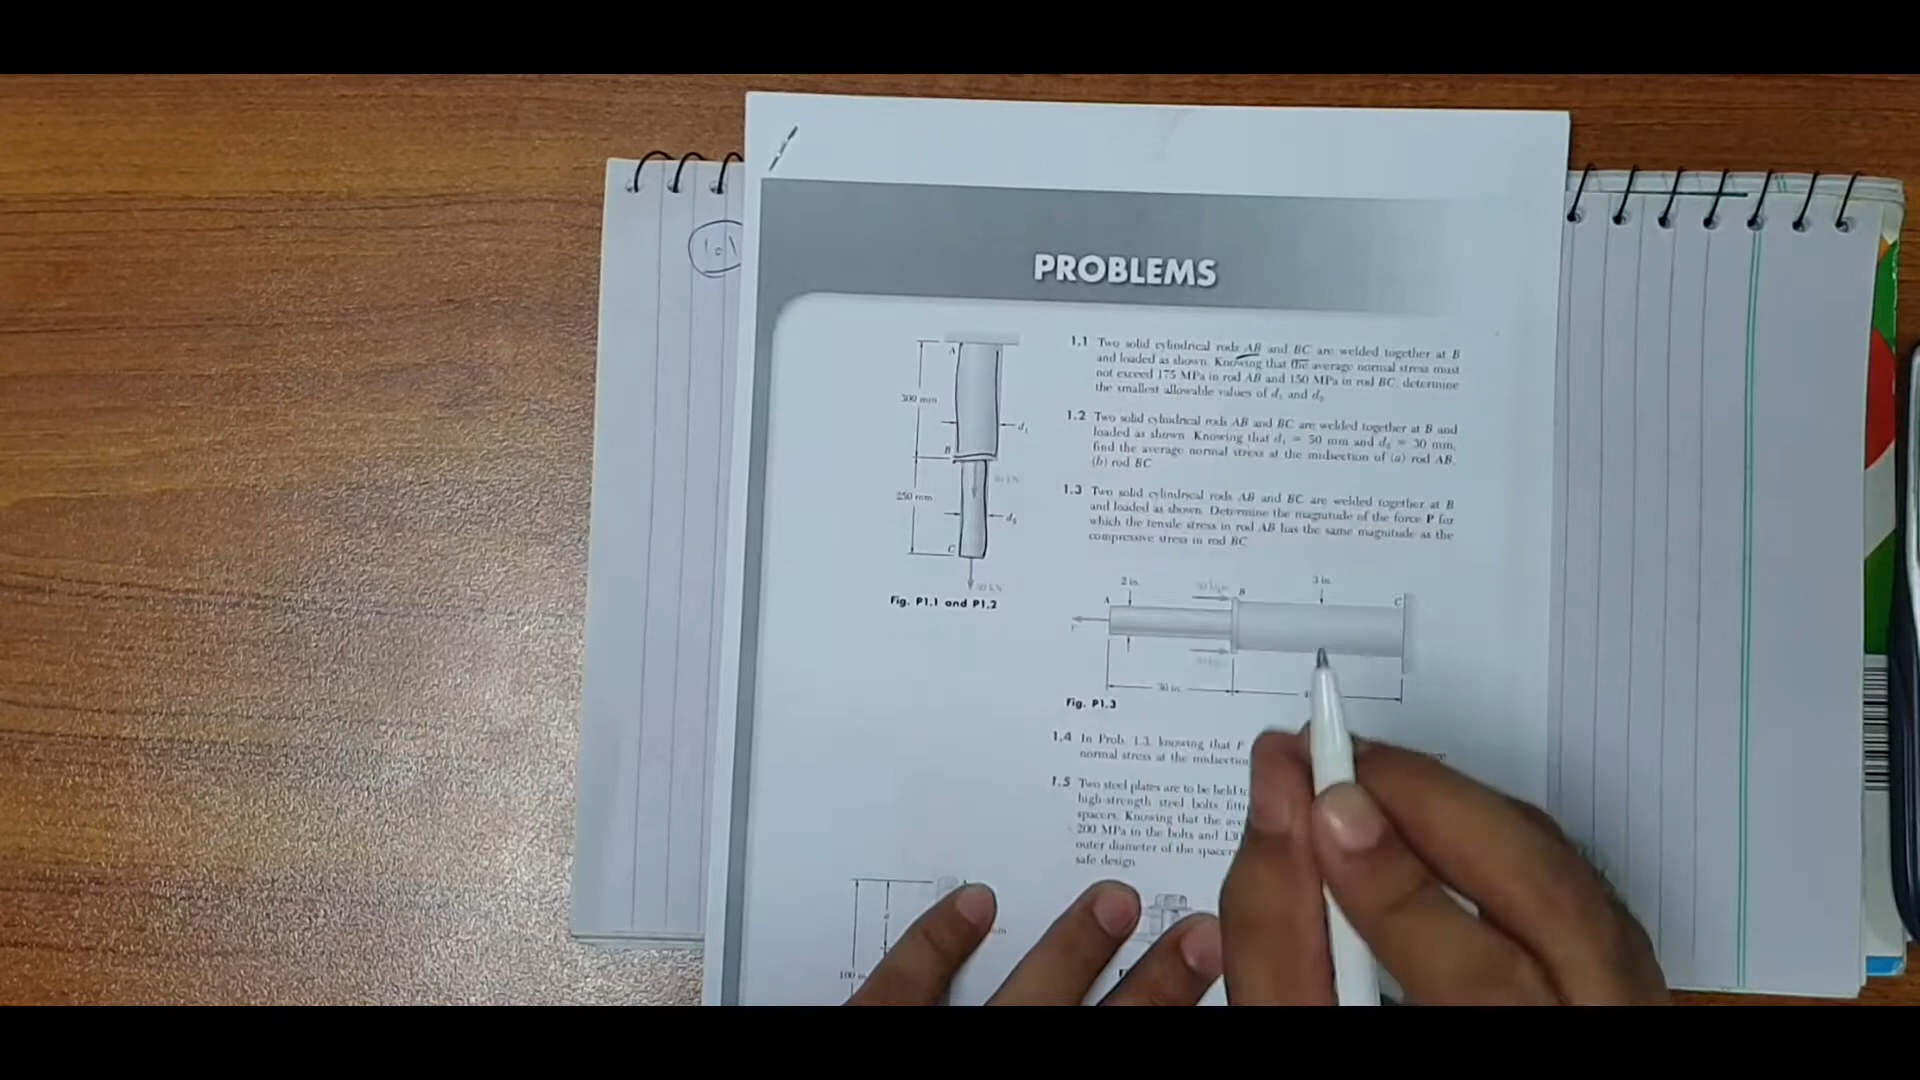 1.1
PROBLEMS
A
300 mm
d₁
B
250 mm
d₂
C
Fig. P1.1 and P1.2
1.1 Two solid cylindrical rods AB and BC are welded together at B
and loaded as shown. Knowing that the average normal stress must
not exceed 175 MPa in rod AB and 150 MPa in rod BC, determine
the smallest allowable values of d₁ and d₂
1.2 Two solid cylindrical rods AB and BC are welded together at B and
loaded as shown. Knowing that d₁ = 50 mm and d₂ = 30 mm,
find the average normal stress at the midsection of (a) rod AB,
(b) rod BC
1.3 Two solid cylindrical rods AB and BC are welded together at B
and loaded as shown. Determine the magnitude of the force P for
which the tensile stress in rod AB has the same magnitude as the
compressive stress in rod BC
2 in.
3 in.
A
B
C
P
30 in.
Fig. P1.3
1.4 In Prob. 1.3, knowing that P
normal stress at the midsection
1.5 Two steel plates are to be held
high-strength steel bolts
spacers. Knowing that the
200 MPa in the bolts and
outer diameter of the spacers
safe design
100